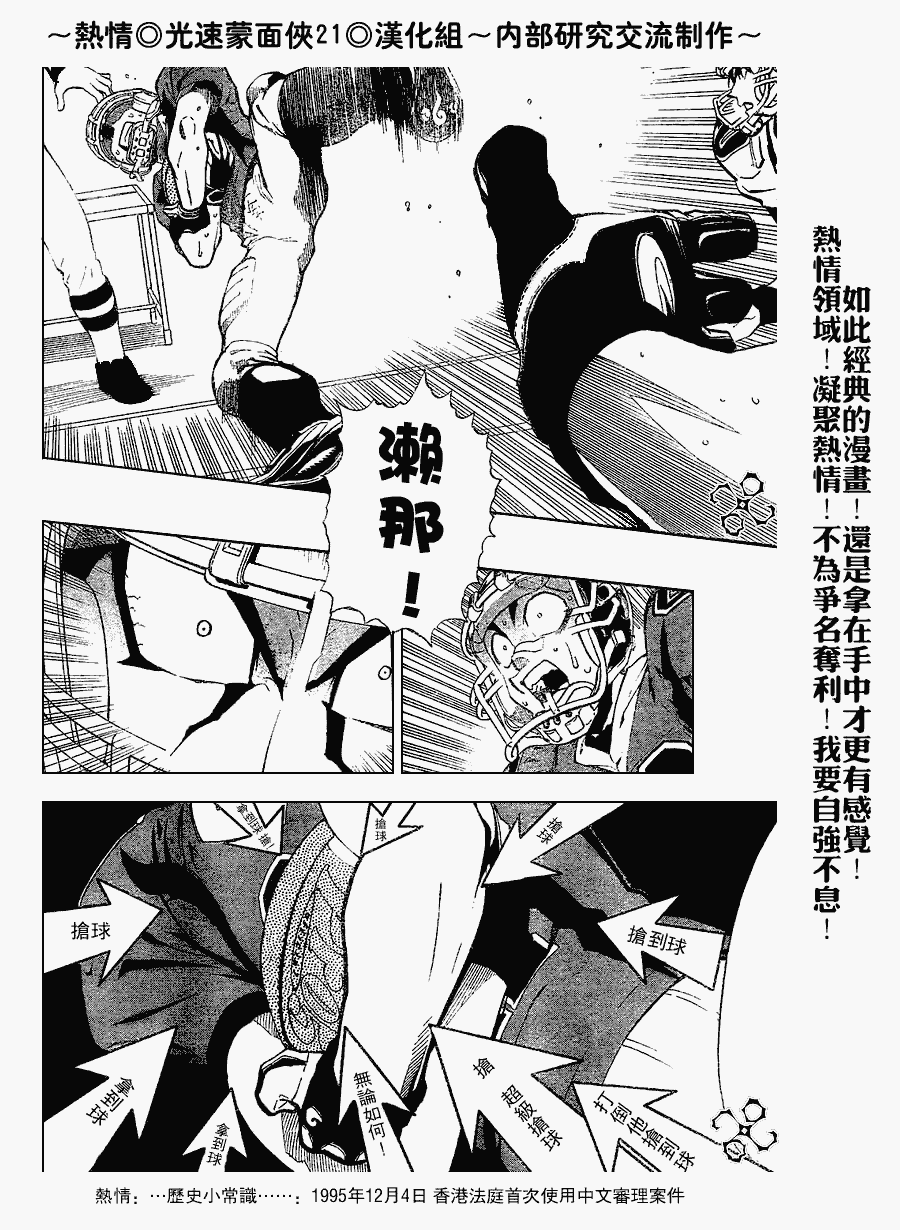 ～熱情◎光速蒙面俠21◎漢化組～内部研究交流制作～
如此經典的漫畫！還是拿在手中才更有感覺！
熱情領域！凝聚熱情！不為爭名奪利！我要自強不息！
瀨那！
搶球
搶球
拿到球搶！
搶到球
搶球
打倒他搶到球
搶
超級搶球
無論如何！
拿到球
拿到球
熱情：…歷史小常識……：1995年12月4日 香港法庭首次使用中文審理案件